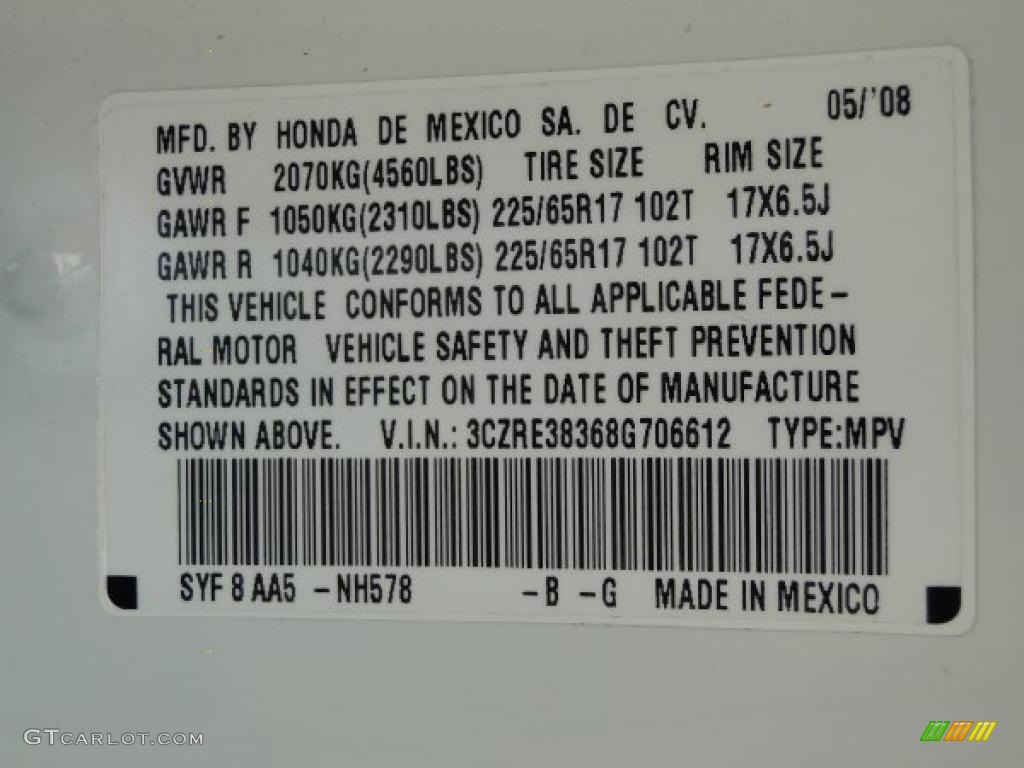 MFD. BY HONDA DE MEXICO SA. DE CV. 05/'08
GVWR 2070KG(4560LBS) TIRE SIZE RIM SIZE
GAWR F 1050KG(2310LBS) 225/65R17 102T 17X6.5J
GAWR R 1040KG(2290LBS) 225/65R17 102T 17X6.5J
THIS VEHICLE CONFORMS TO ALL APPLICABLE FEDE-
RAL MOTOR VEHICLE SAFETY AND THEFT PREVENTION
STANDARDS IN EFFECT ON THE DATE OF MANUFACTURE
SHOWN ABOVE. V.I.N.: 3CZRE38368G706612 TYPE:MPV
SYF 8 AA5 -NH578 -B -G MADE IN MEXICO
GTCARLOT.COM